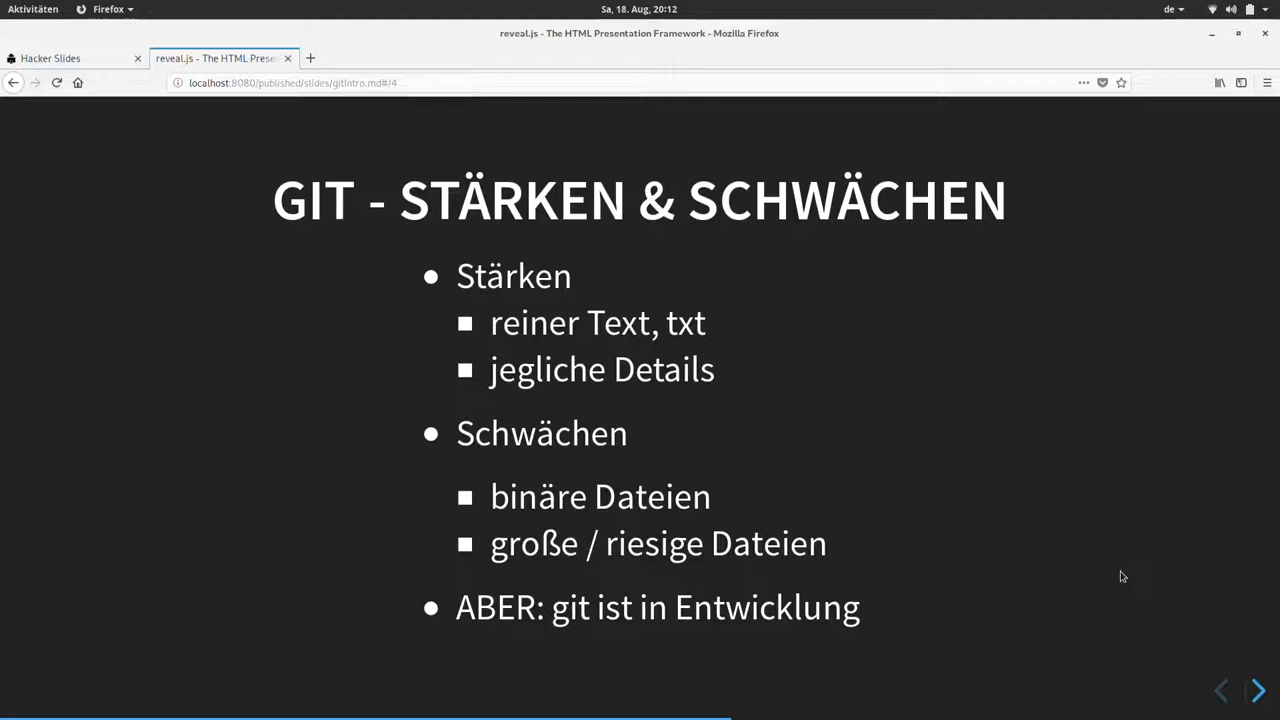 Aktivitäten Firefox Sa, 18. Aug, 20:12 de
reveal.js - The HTML Presentation Framework - Mozilla Firefox
Hacker Slides reveal.js - The HTML Prese
localhost:8080/published/slides/gitIntro.md#/4
GIT - STÄRKEN & SCHWÄCHEN
Stärken
reiner Text, txt
jegliche Details
Schwächen
binäre Dateien
große / riesige Dateien
ABER: git ist in Entwicklung